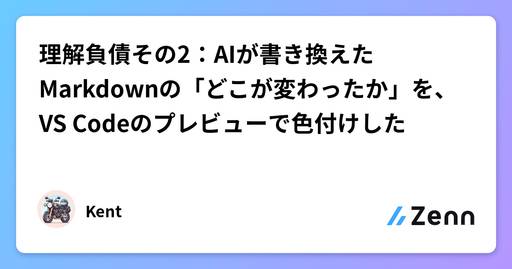 理解負債その2：AIが書き換えた
Markdownの「どこが変わったか」を、
VS Codeのプレビューで色付けした
Kent
Zenn